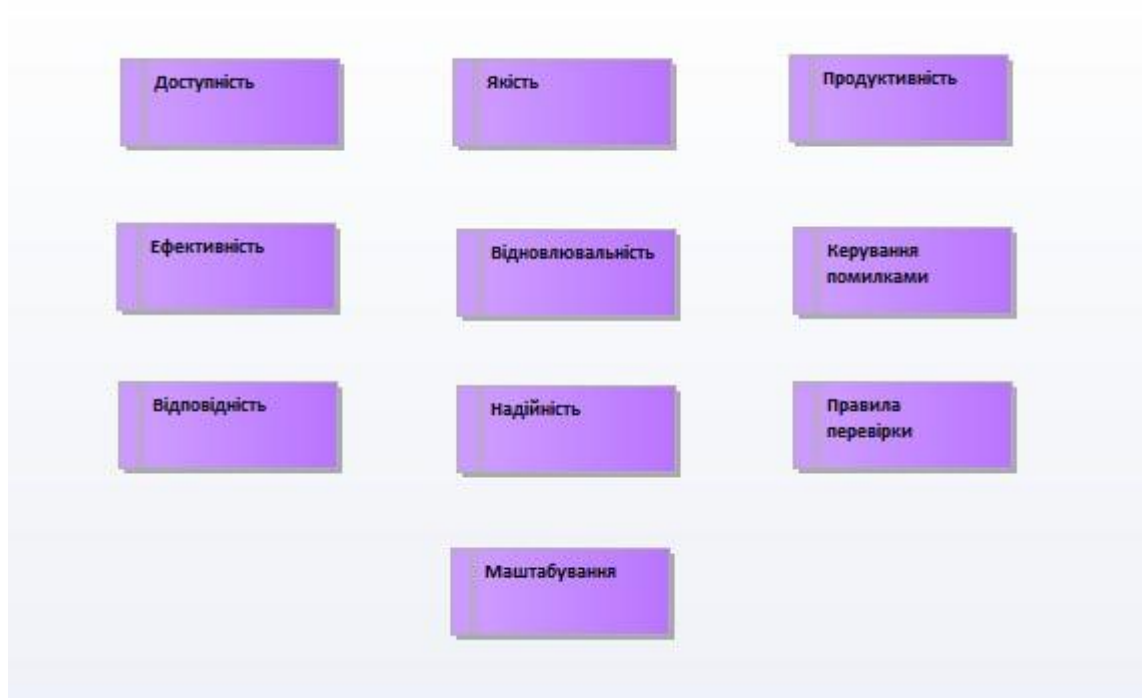 Доступність
Якість
Продуктивність
Ефективність
Відновлювальність
Керування
помилками
Відповідність
Надійність
Правила
перевірки
Маштабування